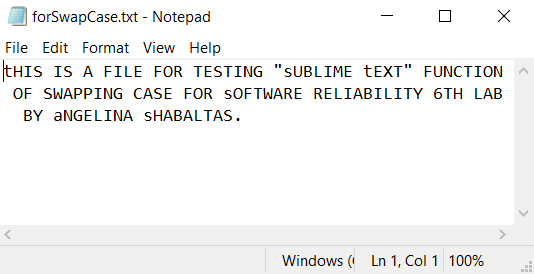 forSwapCase.txt - Notepad
File Edit Format View Help
tHIS IS A FILE FOR TESTING "sUBLIME tEXT" FUNCTION
OF SWAPPING CASE FOR sOFTWARE RELIABILITY 6TH LAB
BY aNGELINA sHABALTAS.
Windows ( Ln 1, Col 1 100%